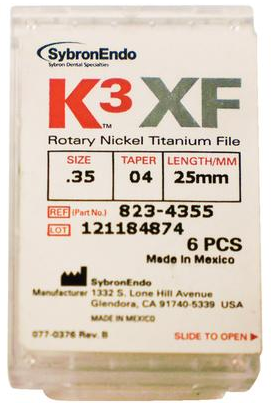 SybronEndo
Sybron Dental Specialties
K3XF
™
Rotary Nickel Titanium File
SIZE TAPER LENGTH/MM
.35 04 25mm
REF (Part No.) 823-4355
LOT 121184874
6 PCS
Made In Mexico
SybronEndo
Manufacturer 1332 S. Lone Hill Avenue
Glendora, CA 91740-5339 USA
MADE IN MEXICO
077-0376 Rev. B
SLIDE TO OPEN